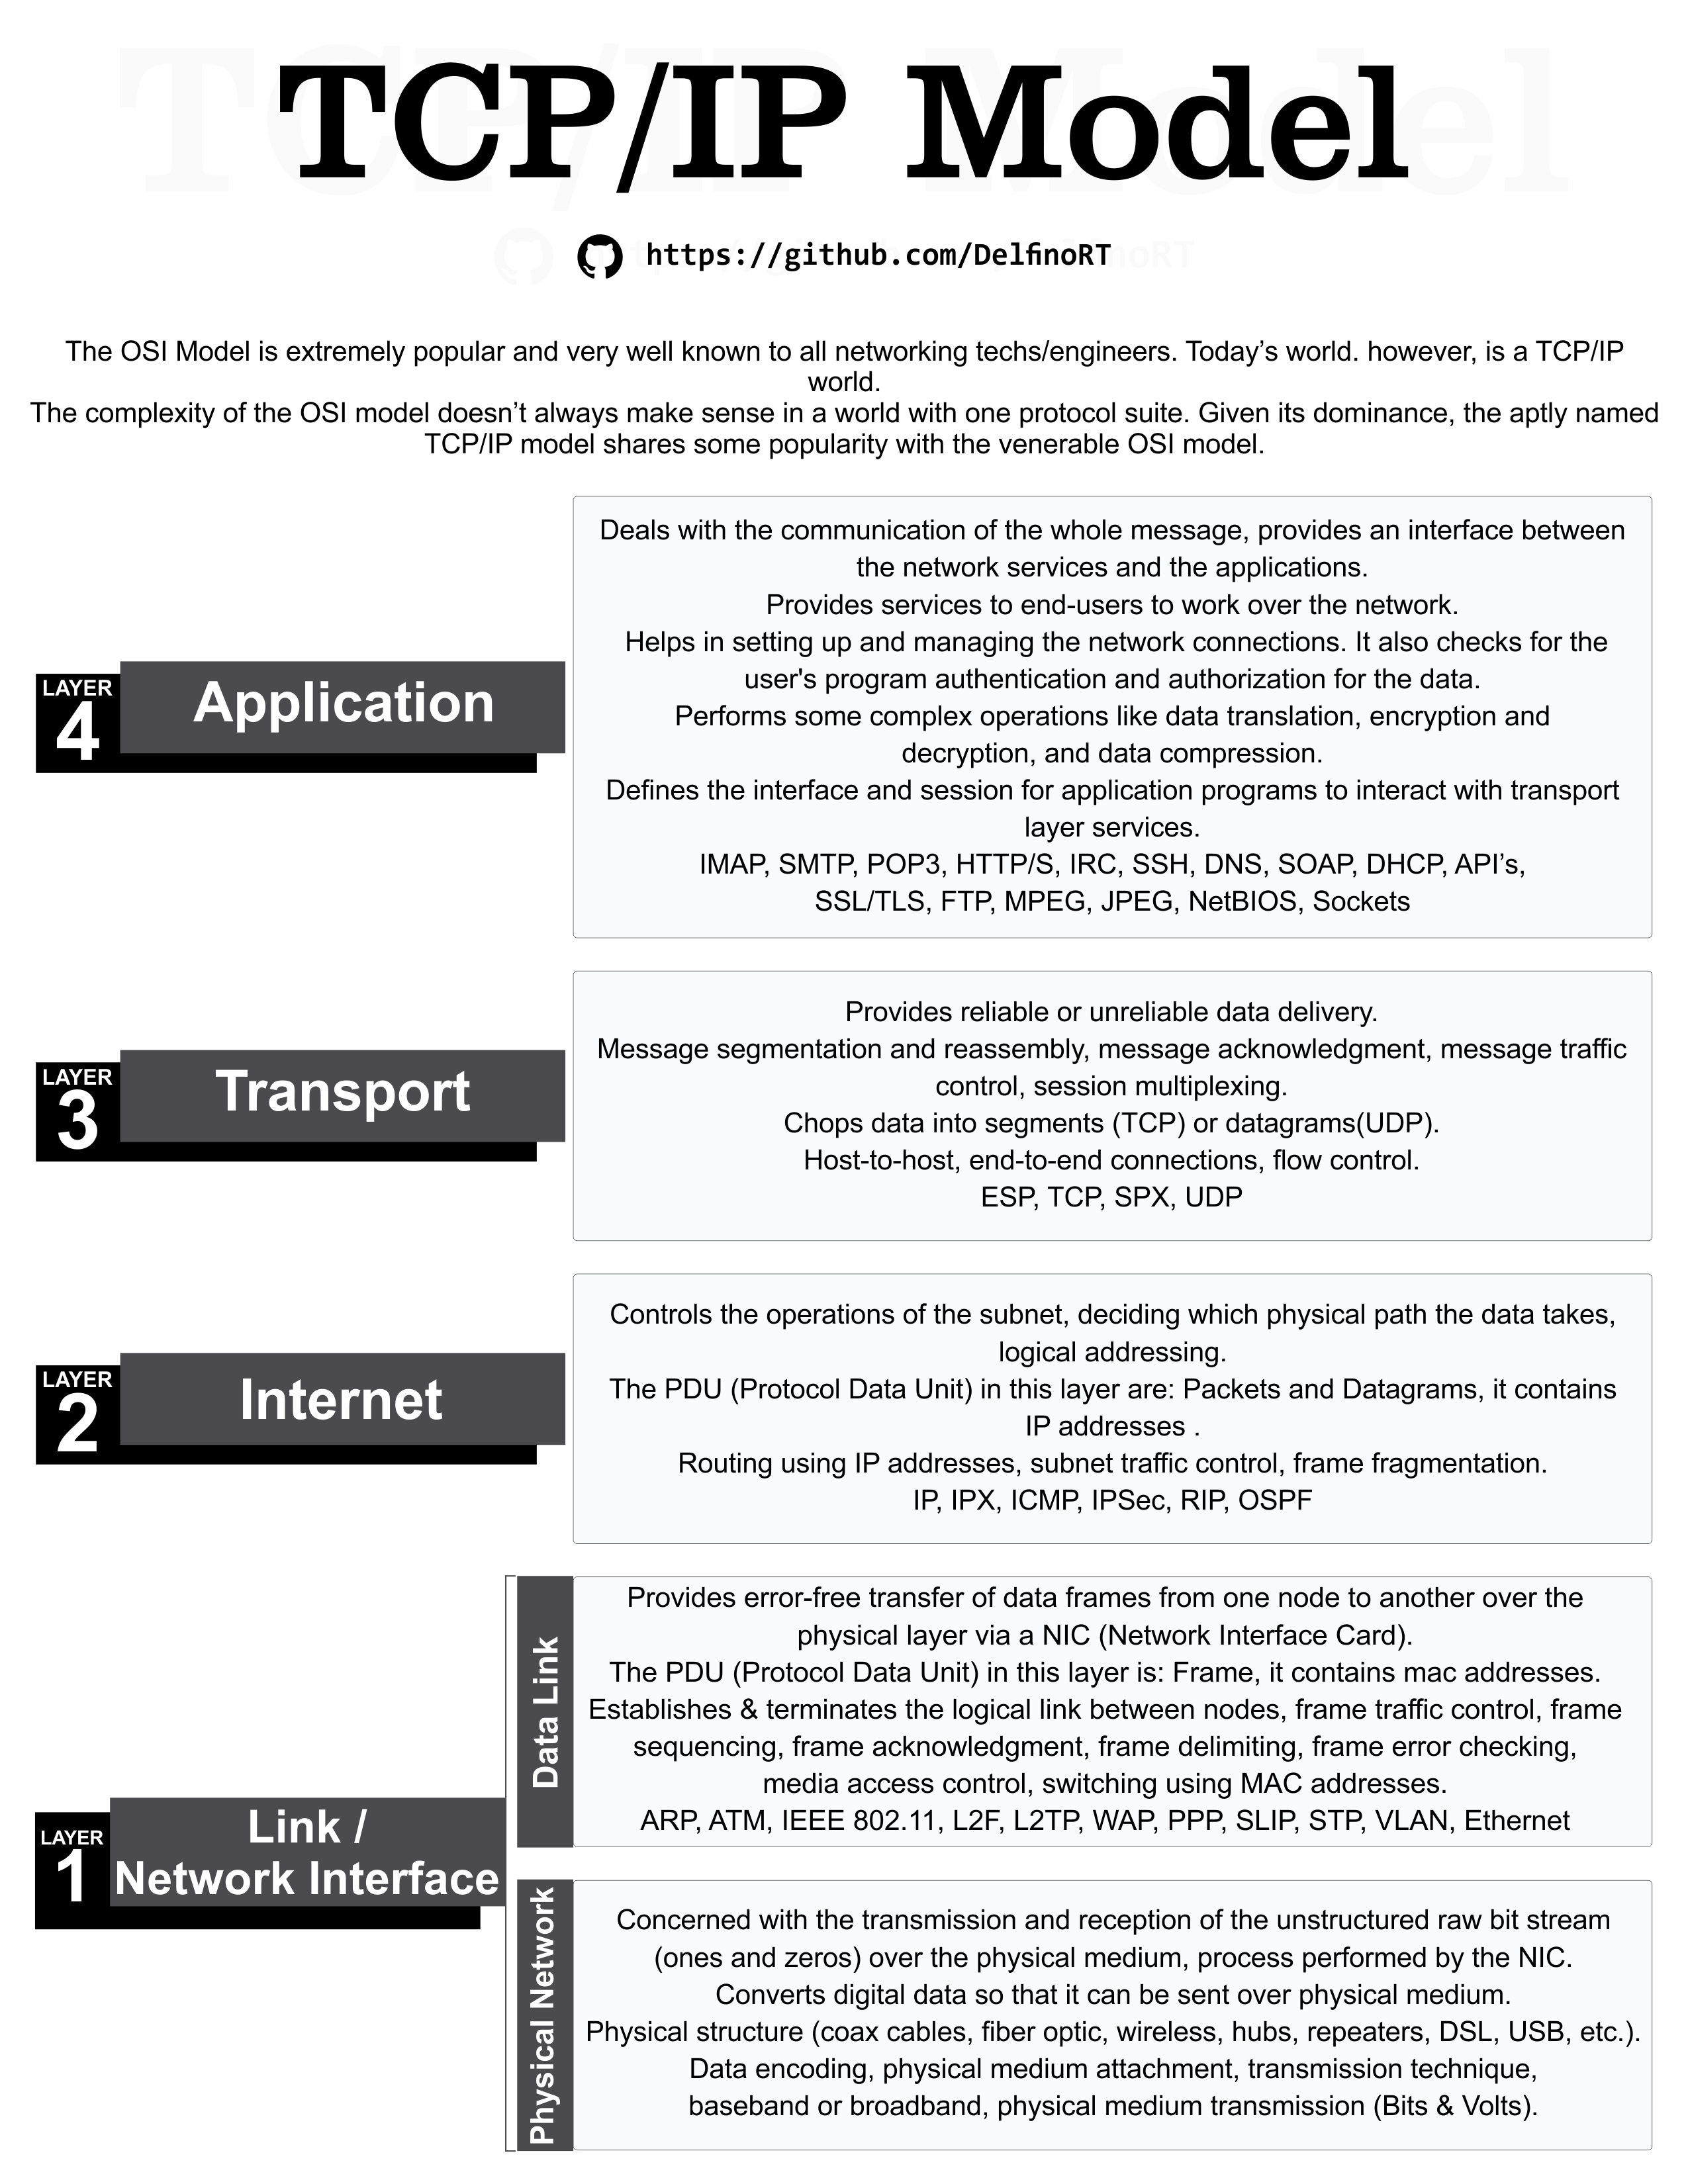 TCP/IP Model
https://github.com/DelfinoRT
The OSI Model is extremely popular and very well known to all networking techs/engineers. Today’s world. however, is a TCP/IP
world.
The complexity of the OSI model doesn’t always make sense in a world with one protocol suite. Given its dominance, the aptly named
TCP/IP model shares some popularity with the venerable OSI model.
LAYER
4
Application
Deals with the communication of the whole message, provides an interface between
the network services and the applications.
Provides services to end-users to work over the network.
Helps in setting up and managing the network connections. It also checks for the
user's program authentication and authorization for the data.
Performs some complex operations like data translation, encryption and
decryption, and data compression.
Defines the interface and session for application programs to interact with transport
layer services.
IMAP, SMTP, POP3, HTTP/S, IRC, SSH, DNS, SOAP, DHCP, API’s,
SSL/TLS, FTP, MPEG, JPEG, NetBIOS, Sockets
LAYER
3
Transport
Provides reliable or unreliable data delivery.
Message segmentation and reassembly, message acknowledgment, message traffic
control, session multiplexing.
Chops data into segments (TCP) or datagrams(UDP).
Host-to-host, end-to-end connections, flow control.
ESP, TCP, SPX, UDP
LAYER
2
Internet
Controls the operations of the subnet, deciding which physical path the data takes,
logical addressing.
The PDU (Protocol Data Unit) in this layer are: Packets and Datagrams, it contains
IP addresses .
Routing using IP addresses, subnet traffic control, frame fragmentation.
IP, IPX, ICMP, IPSec, RIP, OSPF
LAYER
1
Link /
Network Interface
Data Link
Provides error-free transfer of data frames from one node to another over the
physical layer via a NIC (Network Interface Card).
The PDU (Protocol Data Unit) in this layer is: Frame, it contains mac addresses.
Establishes & terminates the logical link between nodes, frame traffic control, frame
sequencing, frame acknowledgment, frame delimiting, frame error checking,
media access control, switching using MAC addresses.
ARP, ATM, IEEE 802.11, L2F, L2TP, WAP, PPP, SLIP, STP, VLAN, Ethernet
Physical Network
Concerned with the transmission and reception of the unstructured raw bit stream
(ones and zeros) over the physical medium, process performed by the NIC.
Converts digital data so that it can be sent over physical medium.
Physical structure (coax cables, fiber optic, wireless, hubs, repeaters, DSL, USB, etc.).
Data encoding, physical medium attachment, transmission technique,
baseband or broadband, physical medium transmission (Bits & Volts).